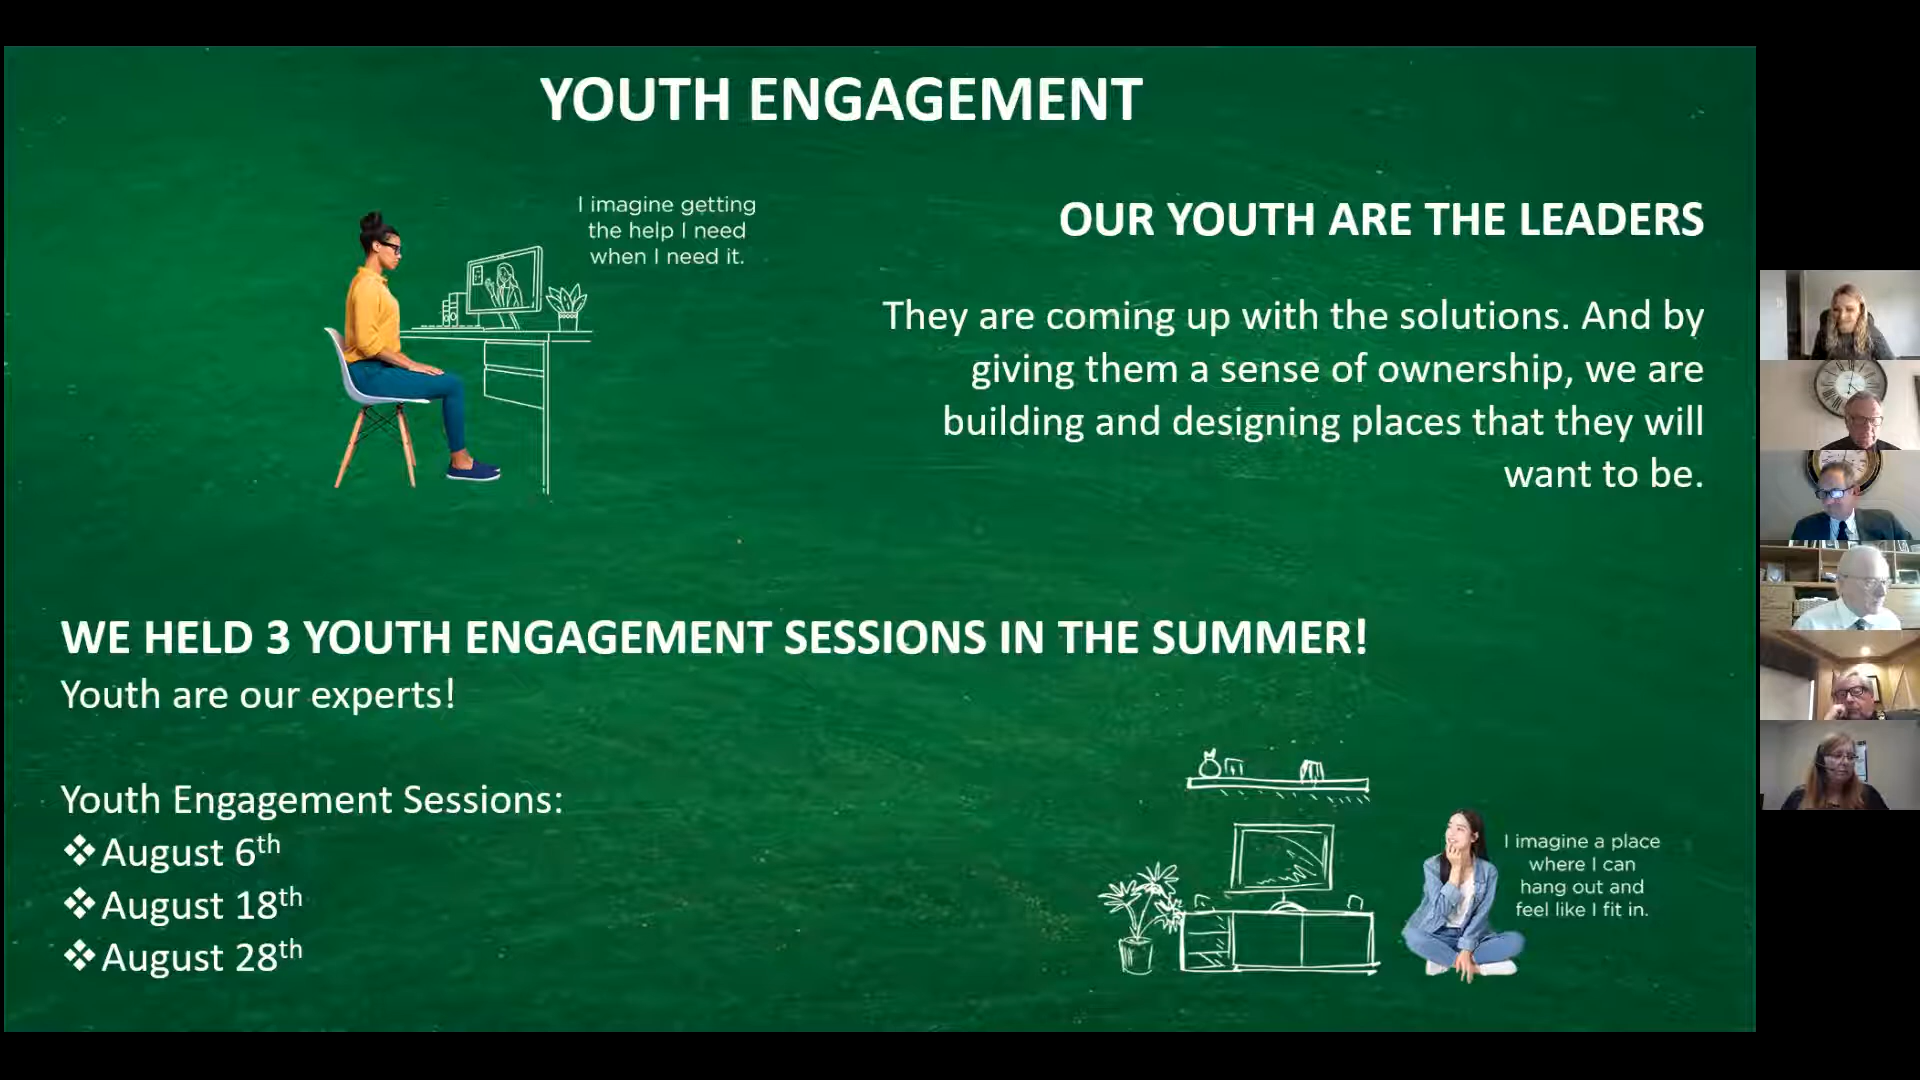 YOUTH ENGAGEMENT
I imagine getting
the help I need
when I need it.
OUR YOUTH ARE THE LEADERS
They are coming up with the solutions. And by
giving them a sense of ownership, we are
building and designing places that they will
want to be.
WE HELD 3 YOUTH ENGAGEMENT SESSIONS IN THE SUMMER!
Youth are our experts!
Youth Engagement Sessions:
❖August 6th
❖August 18th
❖August 28th
I imagine a place
where I can
hang out and
feel like I fit in.